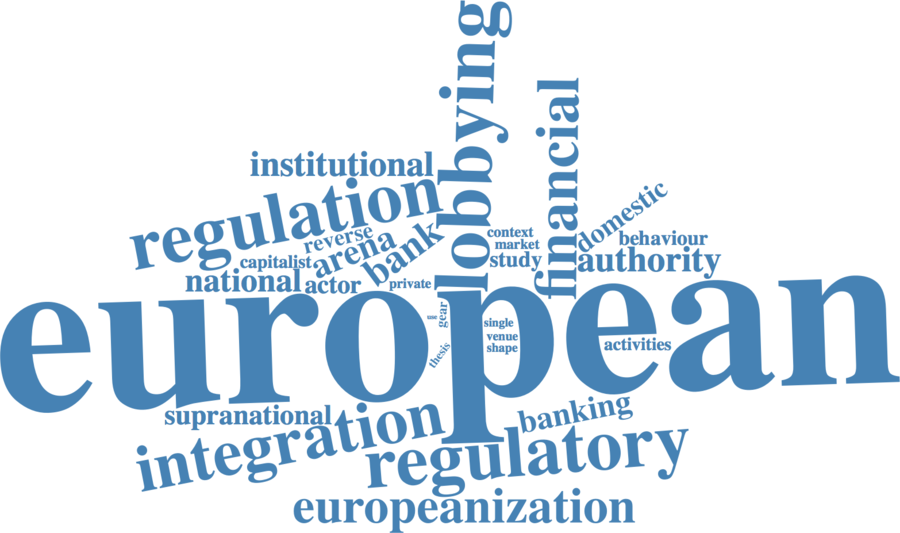 lobbying
financial
institutional
regulation
domestic
reverse
context
behaviour
arena
market
capitalist
bank
study
authority
national
actor
private
european
gear
single
venue
shape
activities
thesis
supranational
integration
banking
regulatory
europeanization